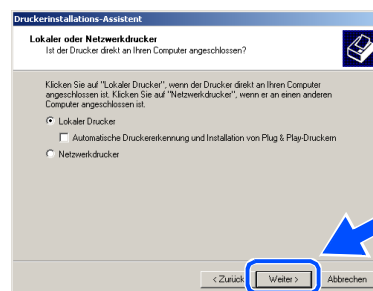 Druckerinstallations-Assistent
Lokaler oder Netzwerkdrucker
Ist der Drucker direkt an Ihren Computer angeschlossen?
Klicken Sie auf "Lokaler Drucker", wenn der Drucker direkt an Ihren Computer
angeschlossen ist. Klicken Sie auf "Netzwerkdrucker", wenn er an einen anderen
Computer angeschlossen ist.
Lokaler Drucker
Automatische Druckererkennung und Installation von Plug & Play-Druckern
Netzwerkdrucker
< Zurück Weiter > Abbrechen